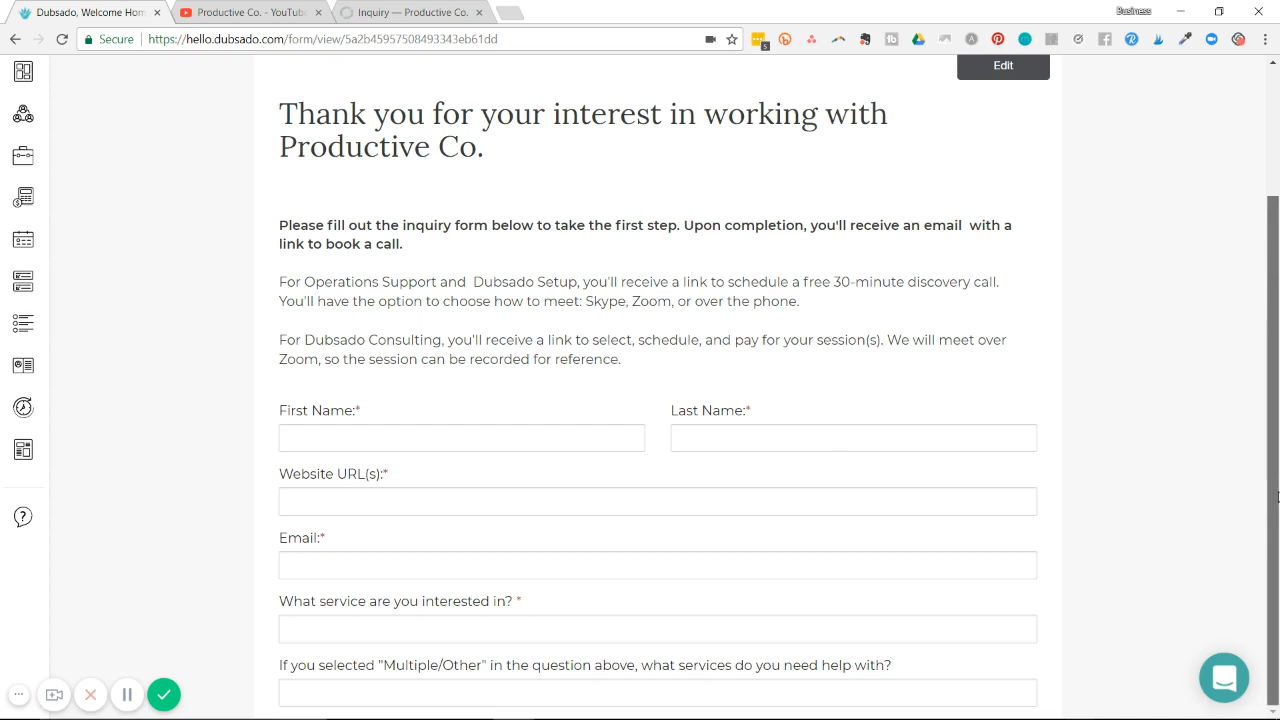 Dubsado, Welcome Hom
Productive Co. - YouTube
Inquiry — Productive Co.
Business
Secure
https://hello.dubsado.com/form/view/5a2b45957508493343eb61dd
5
Edit
Thank you for your interest in working with
Productive Co.
Please fill out the inquiry form below to take the first step. Upon completion, you'll receive an email with a
link to book a call.
For Operations Support and Dubsado Setup, you'll receive a link to schedule a free 30-minute discovery call.
You'll have the option to choose how to meet: Skype, Zoom, or over the phone.
For Dubsado Consulting, you'll receive a link to select, schedule, and pay for your session(s). We will meet over
Zoom, so the session can be recorded for reference.
First Name:*
Last Name:*
Website URL(s):*
Email:*
What service are you interested in? *
If you selected "Multiple/Other" in the question above, what services do you need help with?